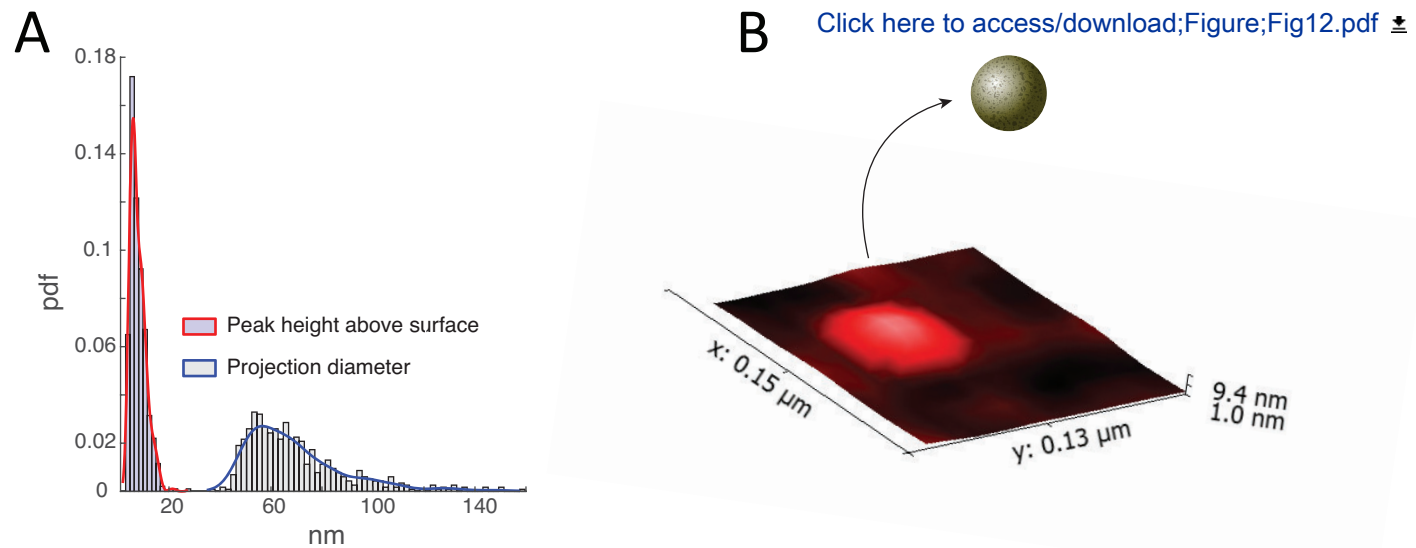 A
B
Click here to access/download;Figure;Fig12.pdf
0.18
0.14
0.1
0.06
0.02
0
pdf
Peak height above surface
Projection diameter
20
60
100
140
nm
x: 0.15 µm
y: 0.13 µm
9.4 nm
1.0 nm